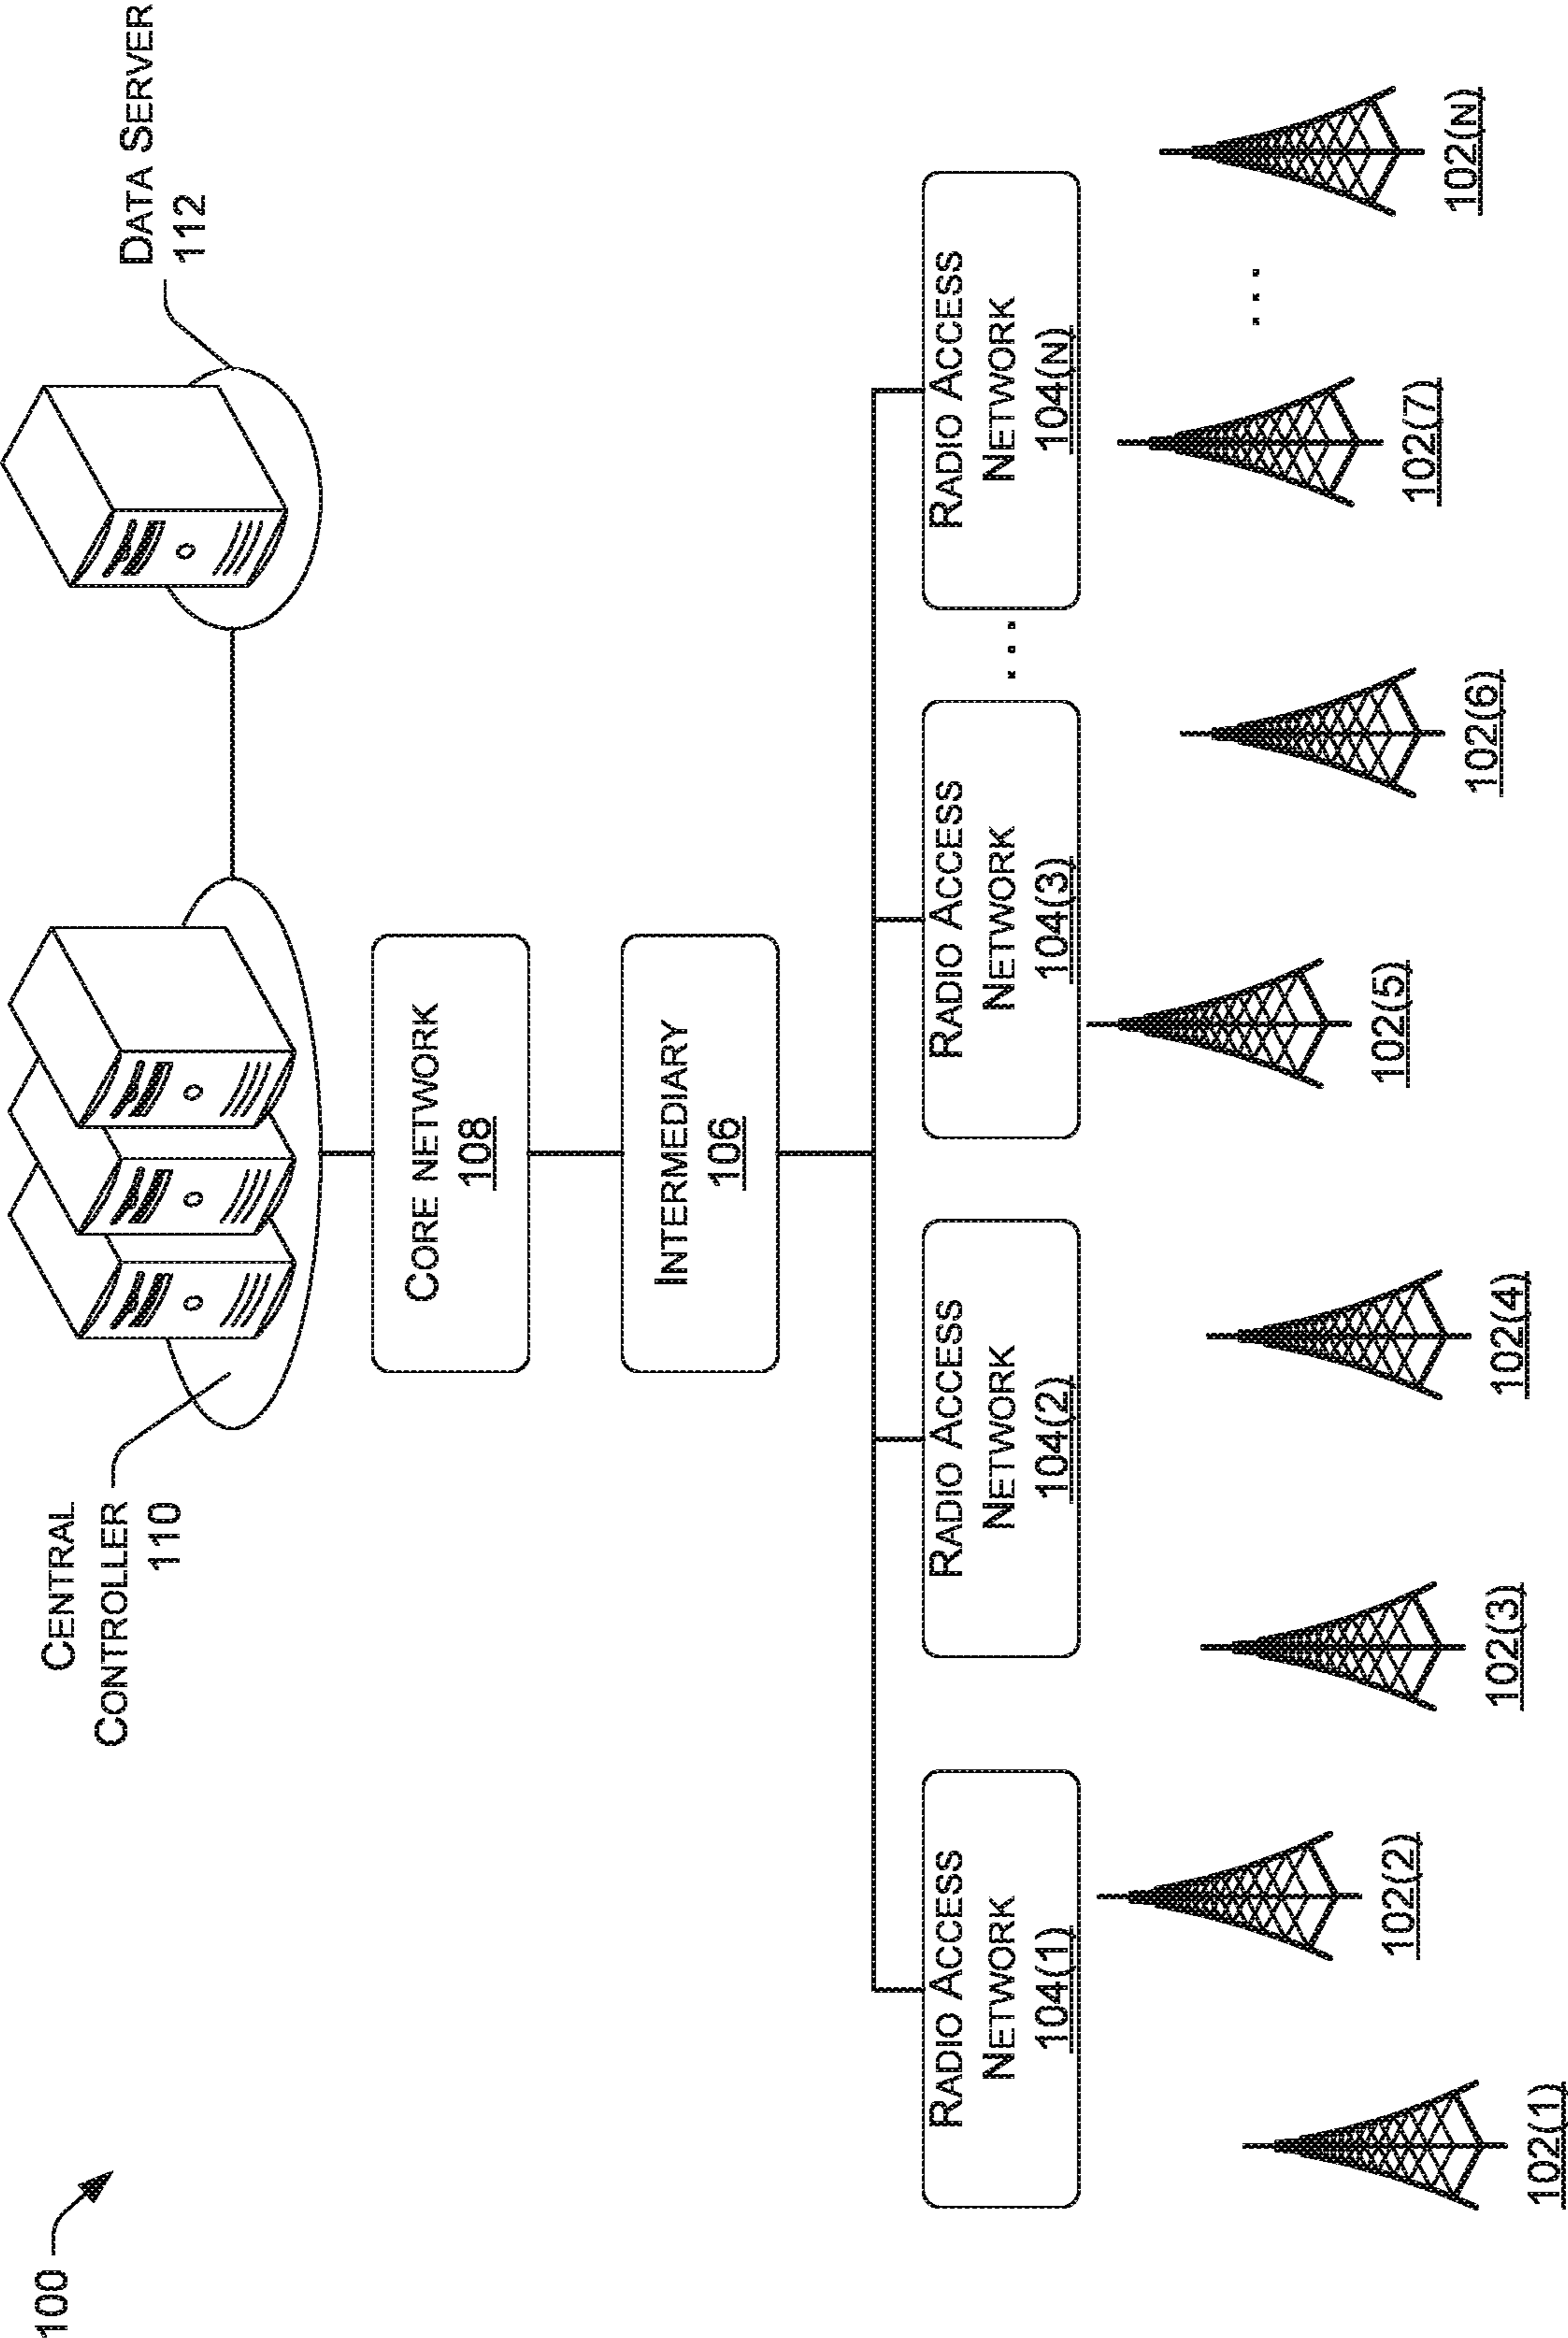 100
CENTRAL
CONTROLLER
110
DATA SERVER
112
CORE NETWORK
108
INTERMEDIARY
106
RADIO ACCESS
NETWORK
104(1)
RADIO ACCESS
NETWORK
104(2)
RADIO ACCESS
NETWORK
104(3)
...
RADIO ACCESS
NETWORK
104(N)
...
102(1)
102(2)
102(3)
102(4)
102(5)
102(6)
102(7)
102(N)